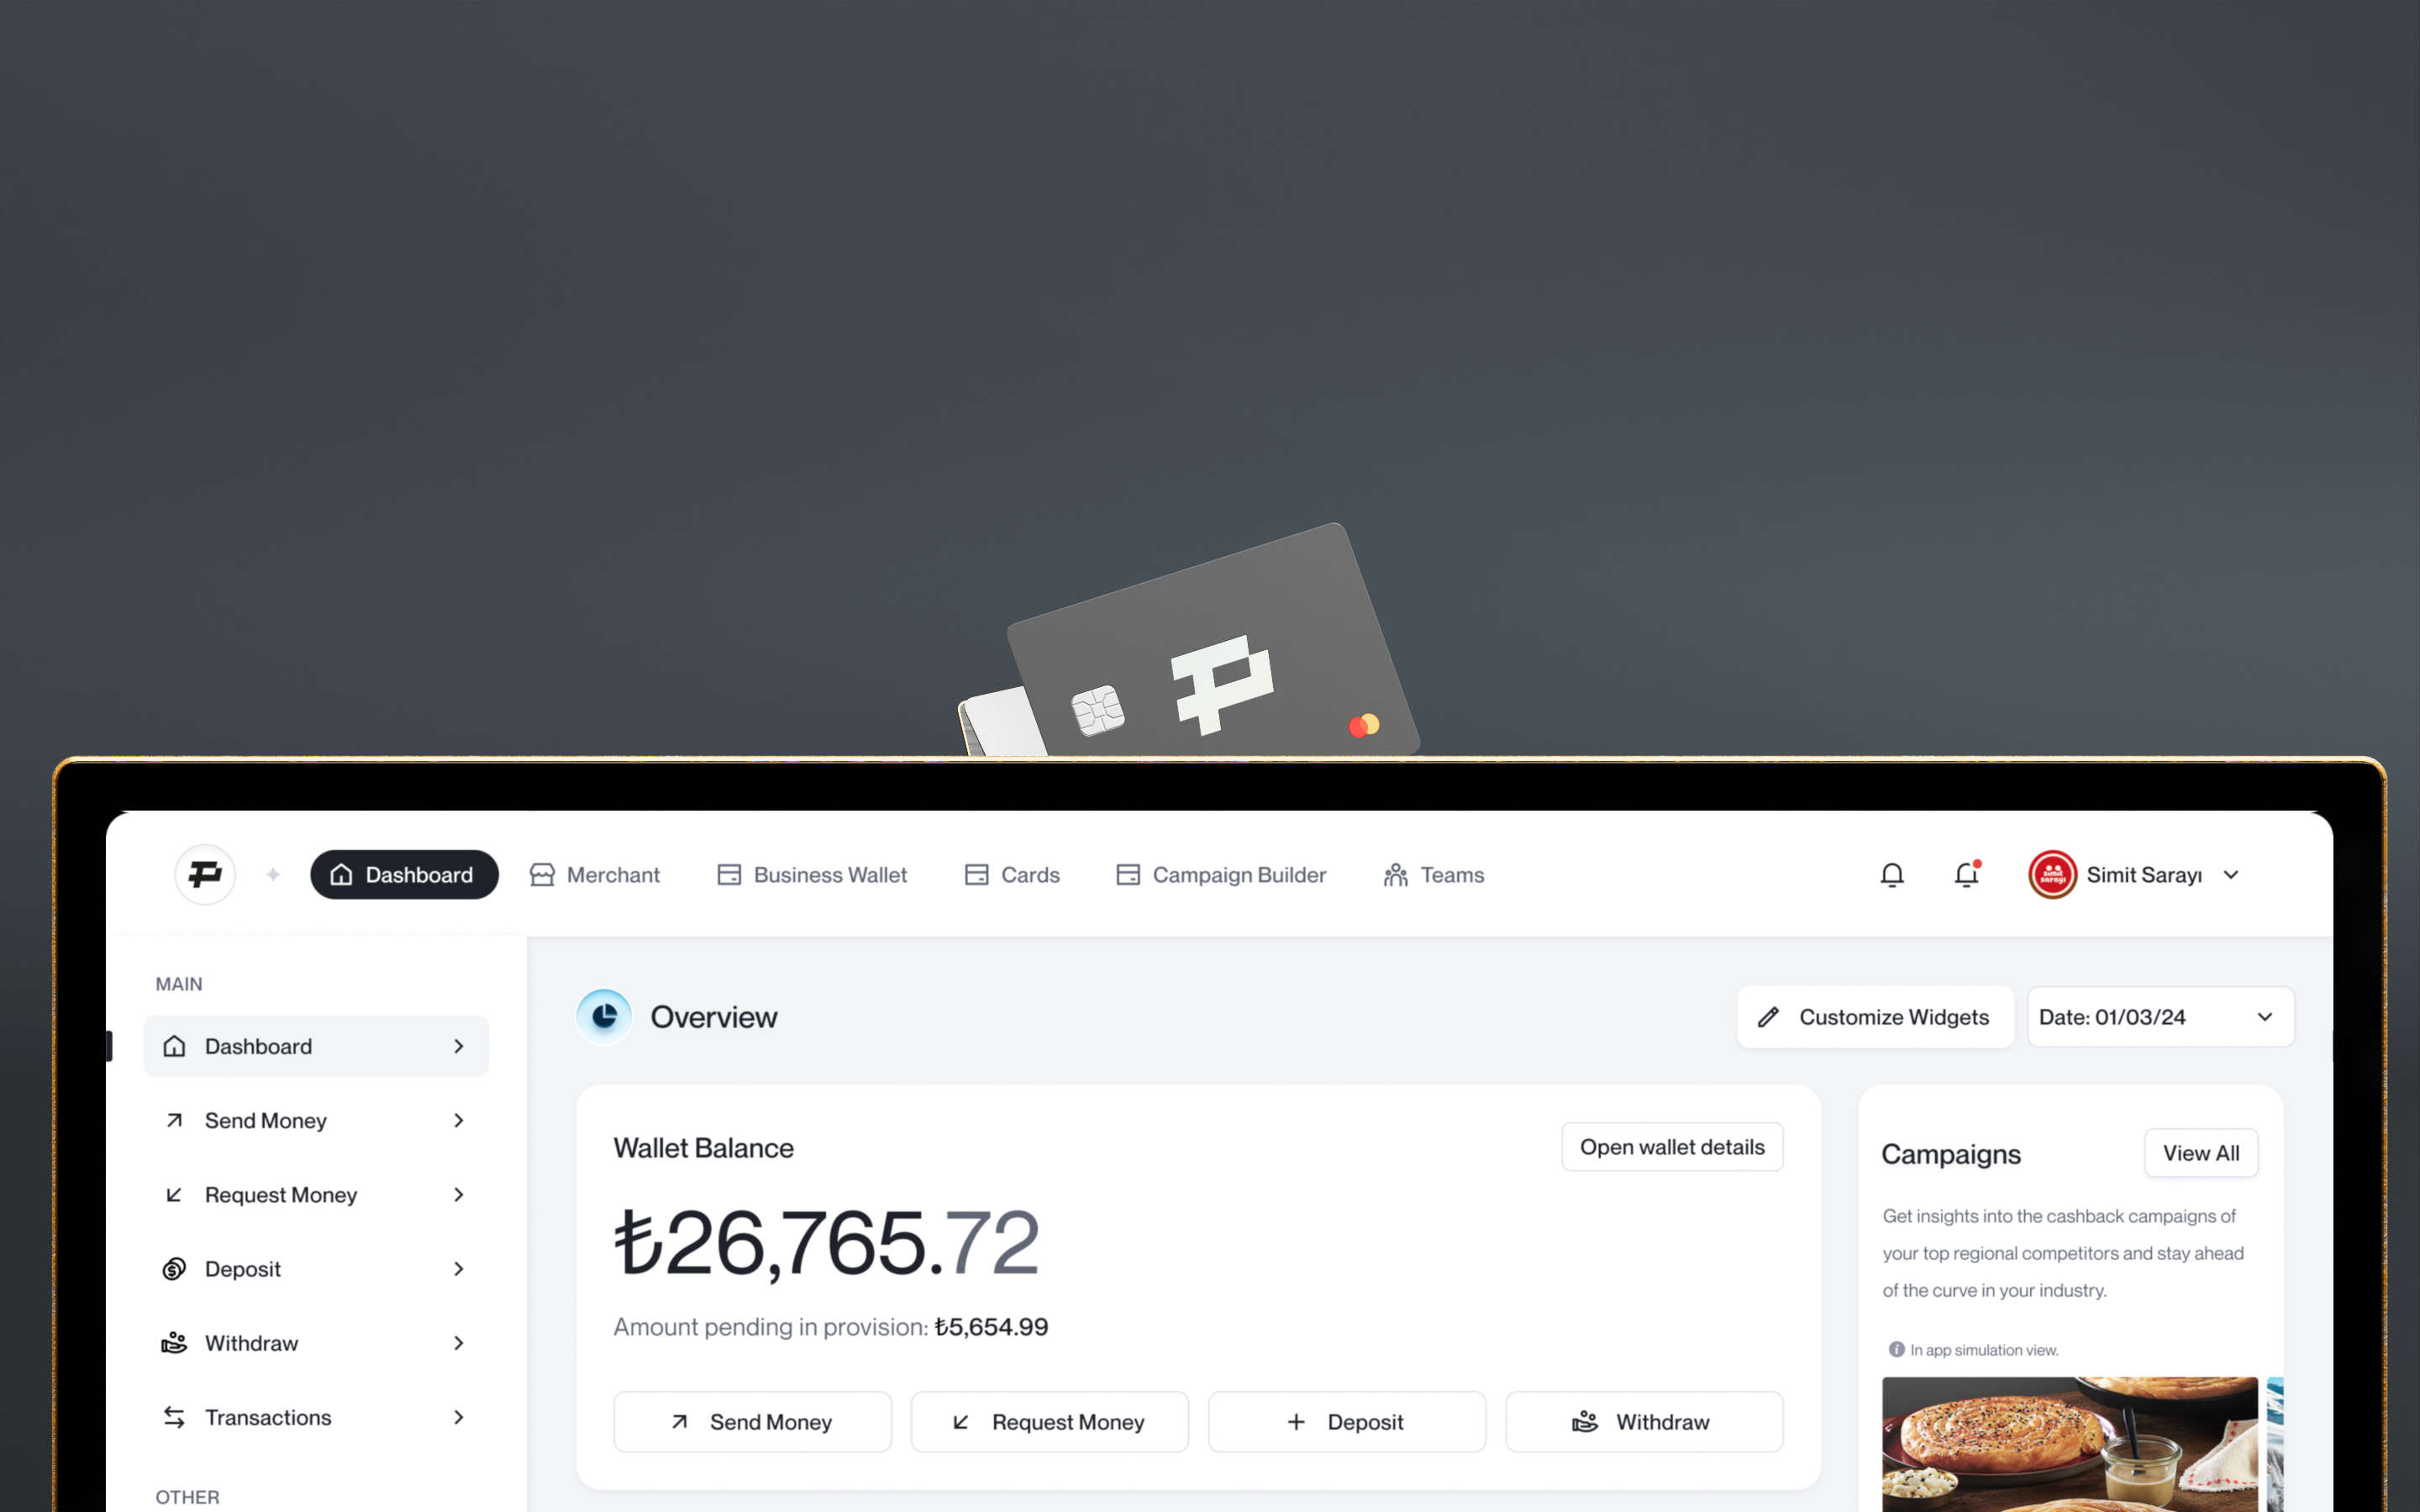 Dashboard
Merchant
Business Wallet
Cards
Campaign Builder
Teams
simit
sarayı
Simit Sarayı
MAIN
Dashboard
Send Money
Request Money
Deposit
Withdraw
Transactions
OTHER
Overview
Customize Widgets
Date: 01/03/24
Wallet Balance
Open wallet details
₺26,765.72
Amount pending in provision: ₺5,654.99
Send Money
Request Money
Deposit
Withdraw
Campaigns
View All
Get insights into the cashback campaigns of
your top regional competitors and stay ahead
of the curve in your industry.
In app simulation view.